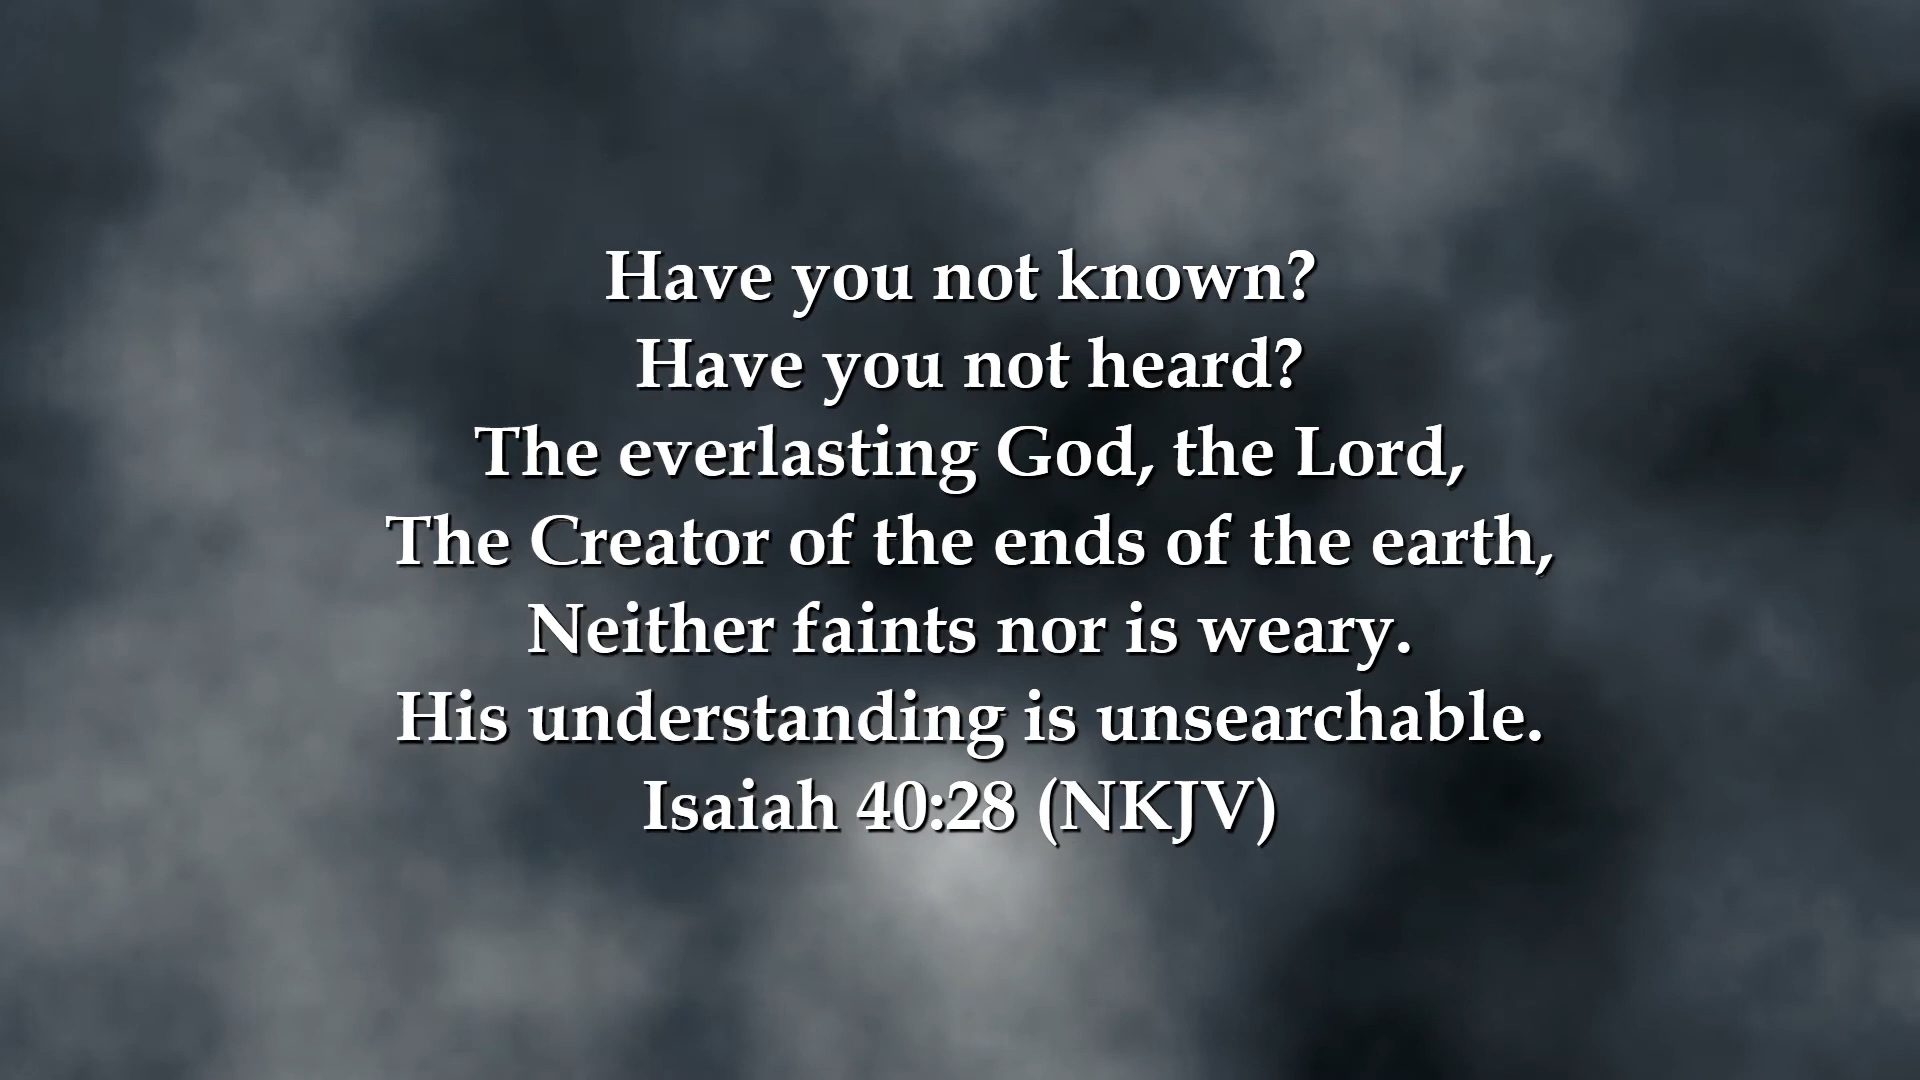 Have you not known?
Have you not heard?
The everlasting God, the Lord,
The Creator of the ends of the earth,
Neither faints nor is weary.
His understanding is unsearchable.
Isaiah 40:28 (NKJV)